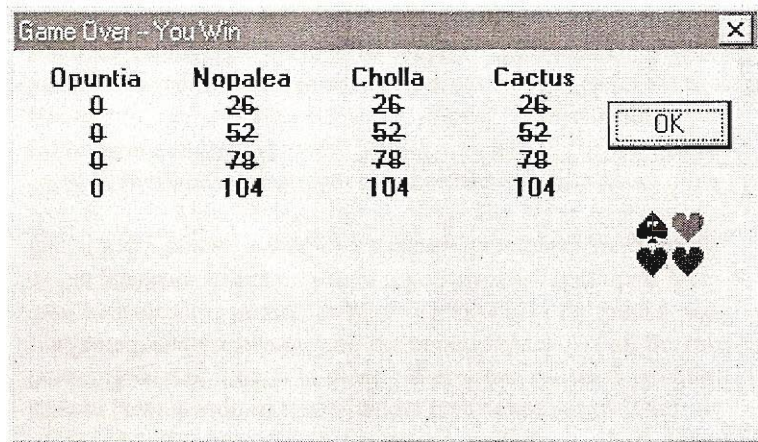 Game Over -- You Win
Opuntia Nopalea Cholla Cactus
0 26 26 26
0 52 52 52
0 78 78 78
0 104 104 104
OK